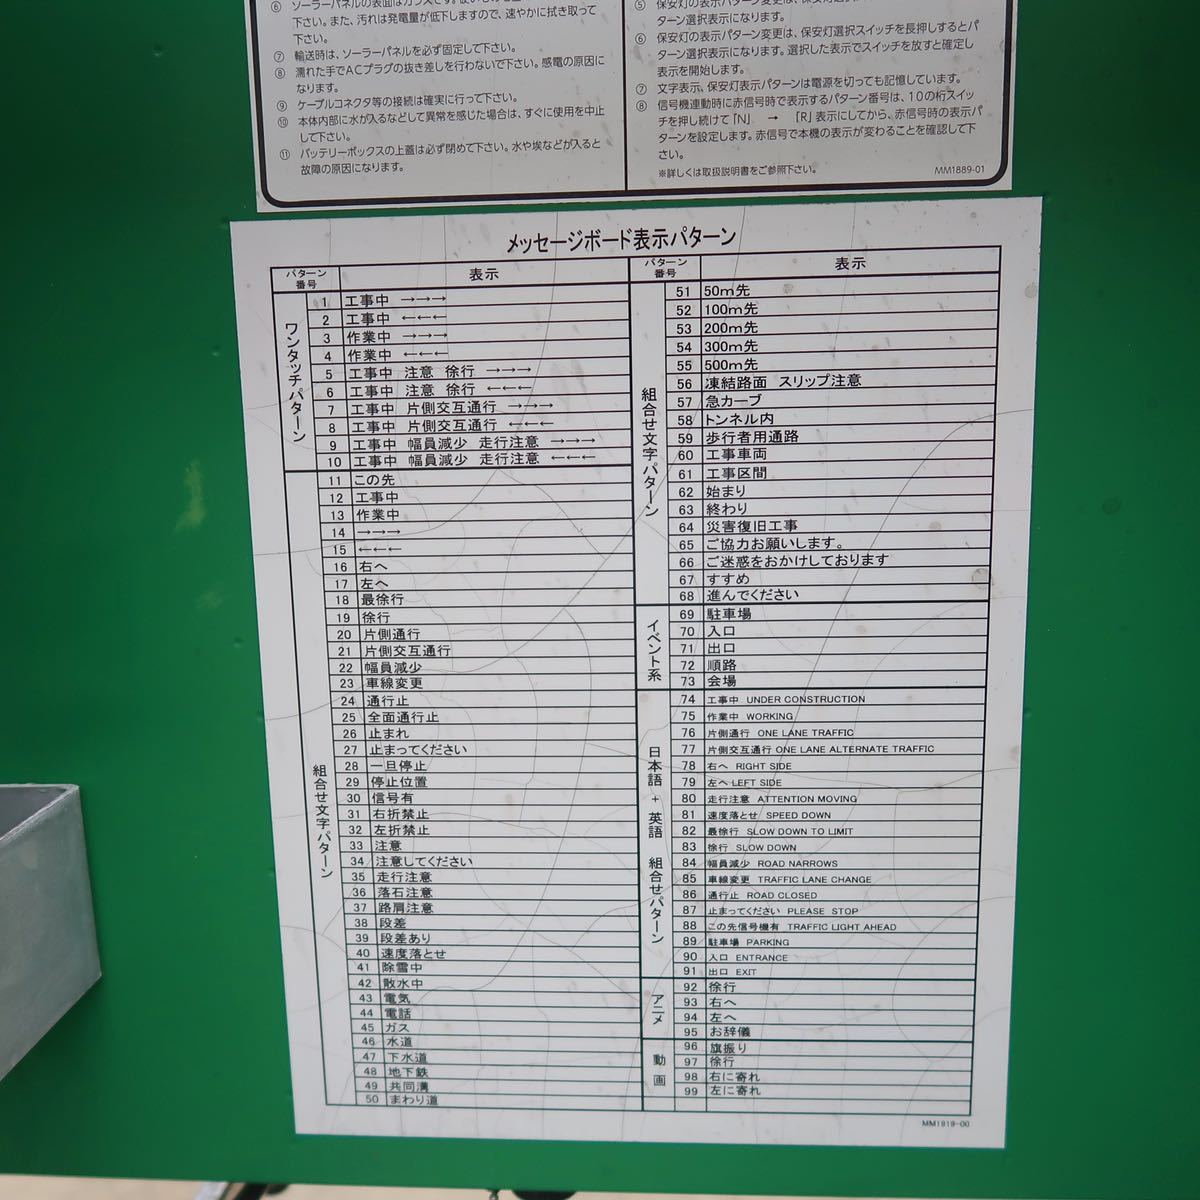 ⑥ ソーラーパネルの表面はガラスです。
下さい。また、汚れは発電量が低下しますので、速やかに拭き取って
下さい。
⑦ 輸送時は、ソーラーパネルを必ず固定して下さい。
⑧ 濡れた手でACプラグの抜き差しを行わないで下さい。感電の原因に
なります。
⑨ ケーブルコネクタ等の接続は確実に行って下さい。
⑩ 本体内部に水が入るなどして異常を感じた場合は、すぐに使用を中止
して下さい。
⑪ バッテリーボックスの上蓋は必ず閉めて下さい。水や埃などが入ると
故障の原因になります。
⑤ 保安灯の表示パターン変更は、
ターン選択表示になります。
⑥ 保安灯の表示パターン変更は、保安灯選択スイッチを長押しするとパ
ターン選択表示になります。選択した表示でスイッチを放すと確定し
表示を開始します。
⑦ 文字表示、保安灯表示パターンは電源を切っても記憶しています。
⑧ 信号機連動時に赤信号時で表示するパターン番号は、10の桁スイッ
チを押し続けて「N」 → 「R」表示にしてから、赤信号時の表示パ
ターンを設定します。赤信号で本機の表示が変わることを確認して下
さい。
※詳しくは取扱説明書をご参照下さい。
MM1889-01
メッセージボード表示パターン
パターン番号 表示
ワンタッチパターン
1 工事中 →→→
2 工事中 ←←←
3 作業中 →→→
4 作業中 ←←←
5 工事中 注意 徐行 →→→
6 工事中 注意 徐行 ←←←
7 工事中 片側交互通行 →→→
8 工事中 片側交互通行 ←←←
9 工事中 幅員減少 走行注意 →→→
10 工事中 幅員減少 走行注意 ←←←
組合せ文字パターン
11 この先
12 工事中
13 作業中
14 →→→
15 ←←←
16 右へ
17 左へ
18 最徐行
19 徐行
20 片側通行
21 片側交互通行
22 幅員減少
23 車線変更
24 通行止
25 全面通行止
26 止まれ
27 止まってください
28 一旦停止
29 停止位置
30 信号有
31 右折禁止
32 左折禁止
33 注意
34 注意してください
35 走行注意
36 落石注意
37 路肩注意
38 段差
39 段差あり
40 速度落とせ
41 除雪中
42 散水中
43 電気
44 電話
45 ガス
46 水道
47 下水道
48 地下鉄
49 共同溝
50 まわり道
パターン番号 表示
組合せ文字パターン
51 50m先
52 100m先
53 200m先
54 300m先
55 500m先
56 凍結路面 スリップ注意
57 急カーブ
58 トンネル内
59 歩行者用通路
60 工事車両
61 工事区間
62 始まり
63 終わり
64 災害復旧工事
65 ご協力お願いします。
66 ご迷惑をおかけしております
67 すすめ
68 進んでください
イベント系
69 駐車場
70 入口
71 出口
72 順路
73 会場
日本語+英語 組合せパターン
74 工事中 UNDER CONSTRUCTION
75 作業中 WORKING
76 片側通行 ONE LANE TRAFFIC
77 片側交互通行 ONE LANE ALTERNATE TRAFFIC
78 右へ RIGHT SIDE
79 左へ LEFT SIDE
80 走行注意 ATTENTION MOVING
81 速度落とせ SPEED DOWN
82 最徐行 SLOW DOWN TO LIMIT
83 徐行 SLOW DOWN
84 幅員減少 ROAD NARROWS
85 車線変更 TRAFFIC LANE CHANGE
86 通行止 ROAD CLOSED
87 止まってください PLEASE STOP
88 この先信号機有 TRAFFIC LIGHT AHEAD
89 駐車場 PARKING
90 入口 ENTRANCE
91 出口 EXIT
アニメ
92 徐行
93 右へ
94 左へ
95 お辞儀
動画
96 旗振り
97 徐行
98 右に寄れ
99 左に寄れ
MM1919-00